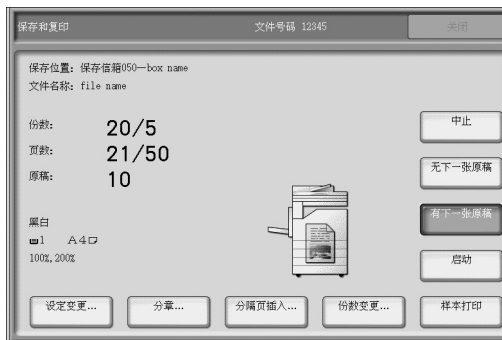 保存和复印 文件号码 12345 关闭
保存位置: 保存信箱050—box name
文件名称: file name
份数: 20/5 中止
页数: 21/50
原稿: 10 无下一张原稿
有下一张原稿
黑白
1 A4
100%, 200% 启动
设定变更... 分章... 分隔页插入... 份数变更... 样本打印